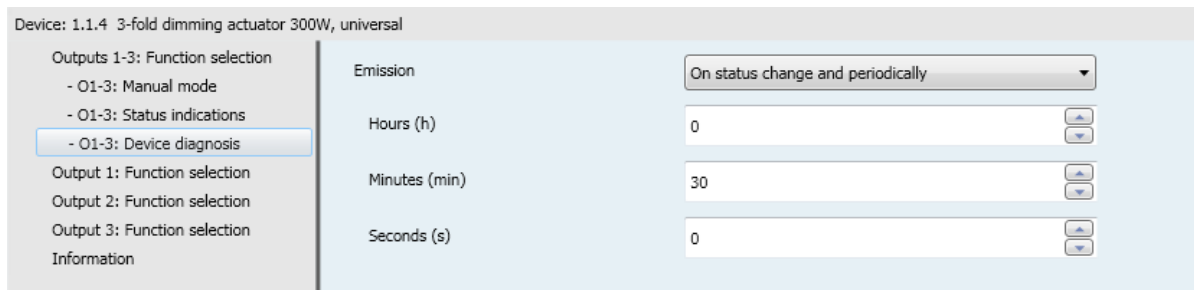 Device: 1.1.4 3-fold dimming actuator 300W, universal
Outputs 1-3: Function selection
- O1-3: Manual mode
- O1-3: Status indications
- O1-3: Device diagnosis
Output 1: Function selection
Output 2: Function selection
Output 3: Function selection
Information
Emission
On status change and periodically
Hours (h)
0
Minutes (min)
30
Seconds (s)
0